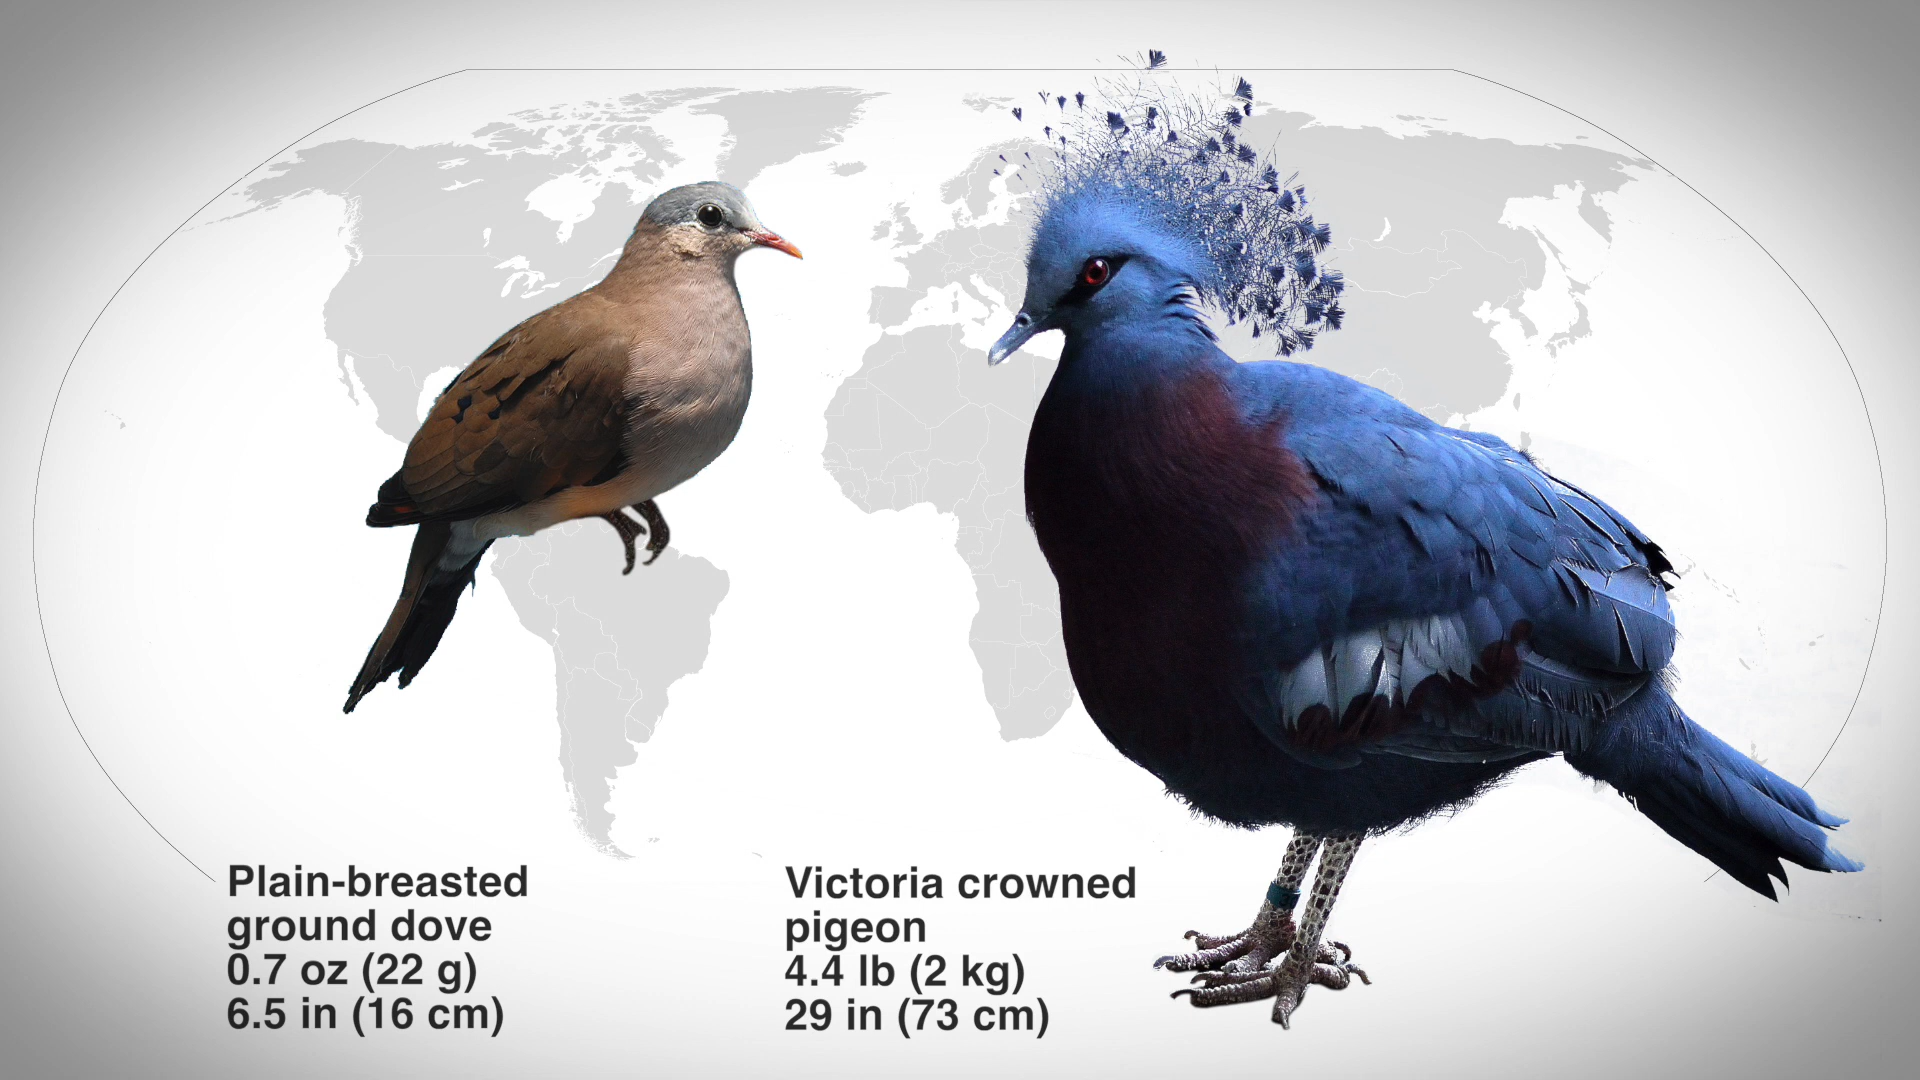 Plain-breasted
ground dove
0.7 oz (22 g)
6.5 in (16 cm)
Victoria crowned
pigeon
4.4 lb (2 kg)
29 in (73 cm)